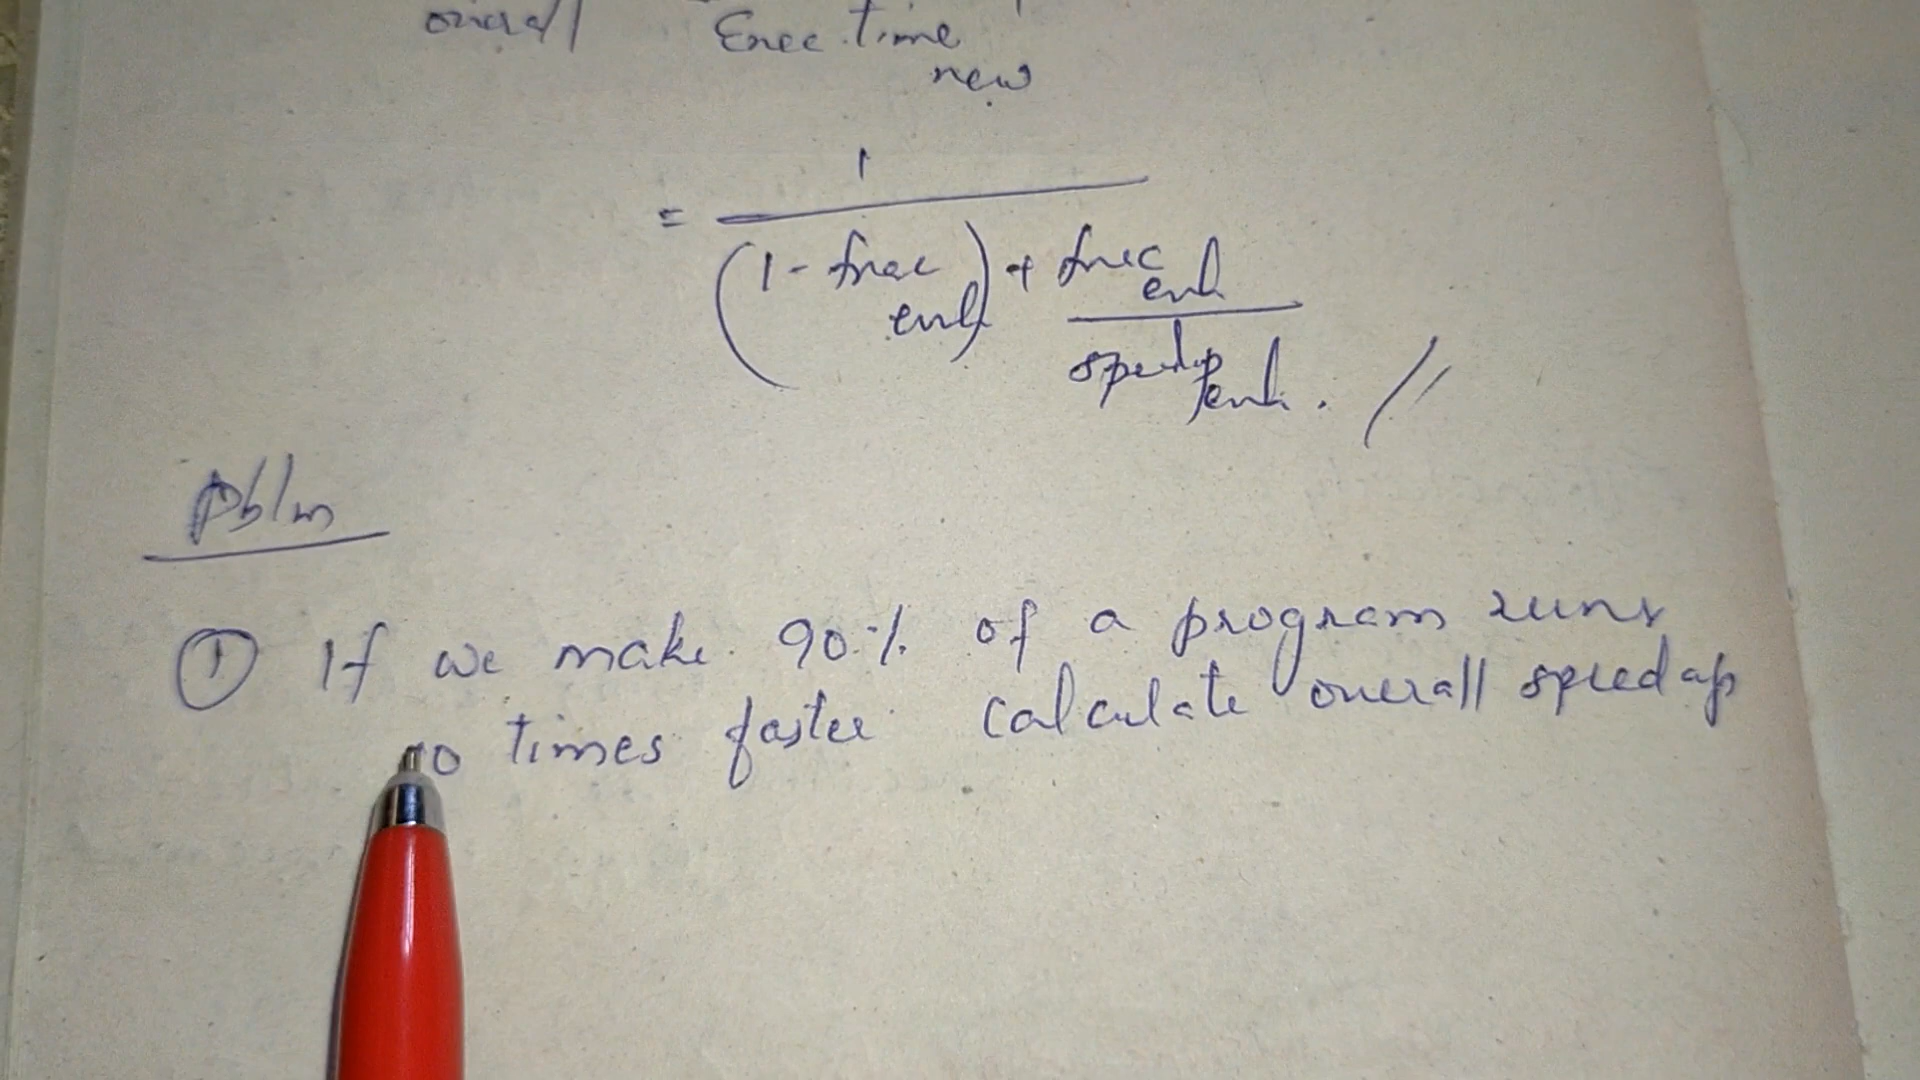 overall Exec. time
new
1
= (1 - frac enh) + frac enh
speedup enh. //
Pblm
① If we make 90% of a program runs
10 times faster calculate overall speedup